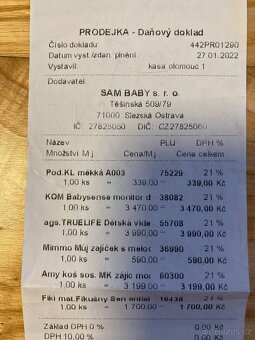 PRODEJKA - Daňový doklad
Číslo dokladu: 442PR01290
Datum vyst./zdan. plnění: 27.01.2022
Vystavil: kasa olomouc 1
Dodavatel:
SAM BABY s. r. o.
Těšínská 509/79
71000 Slezská Ostrava
IČ: 27825060 DIČ: CZ27825060
Název PLU DPH %
Množství M.j. Cena/M.j. Cena celkem
Pod.KL měkká A003 75229 21 %
1,00 ks * 339,00= 339,00 Kč
KOM Babysense monitor d 38082 21 %
1,00 ks * 3 470,00= 3 470,00 Kč
ags.TRUELIFE Dětská vide 55708 21 %
1,00 ks * 3 990,00= 3 990,00 Kč
Mimmo Můj zajíček s meloc 36990 21 %
1,00 ks * 590,00= 590,00 Kč
Amy koš sos. MK zajíc mot 60300 21 %
1,00 ks * 3 199,00= 3 199,00 Kč
Fiki mat.Fikušny 16430 21 %
1,00 ks * 1 700,00= 1 700,00 Kč
Základ DPH 0 % 0,00 Kč
DPH 10,00 % 0,00 Kč